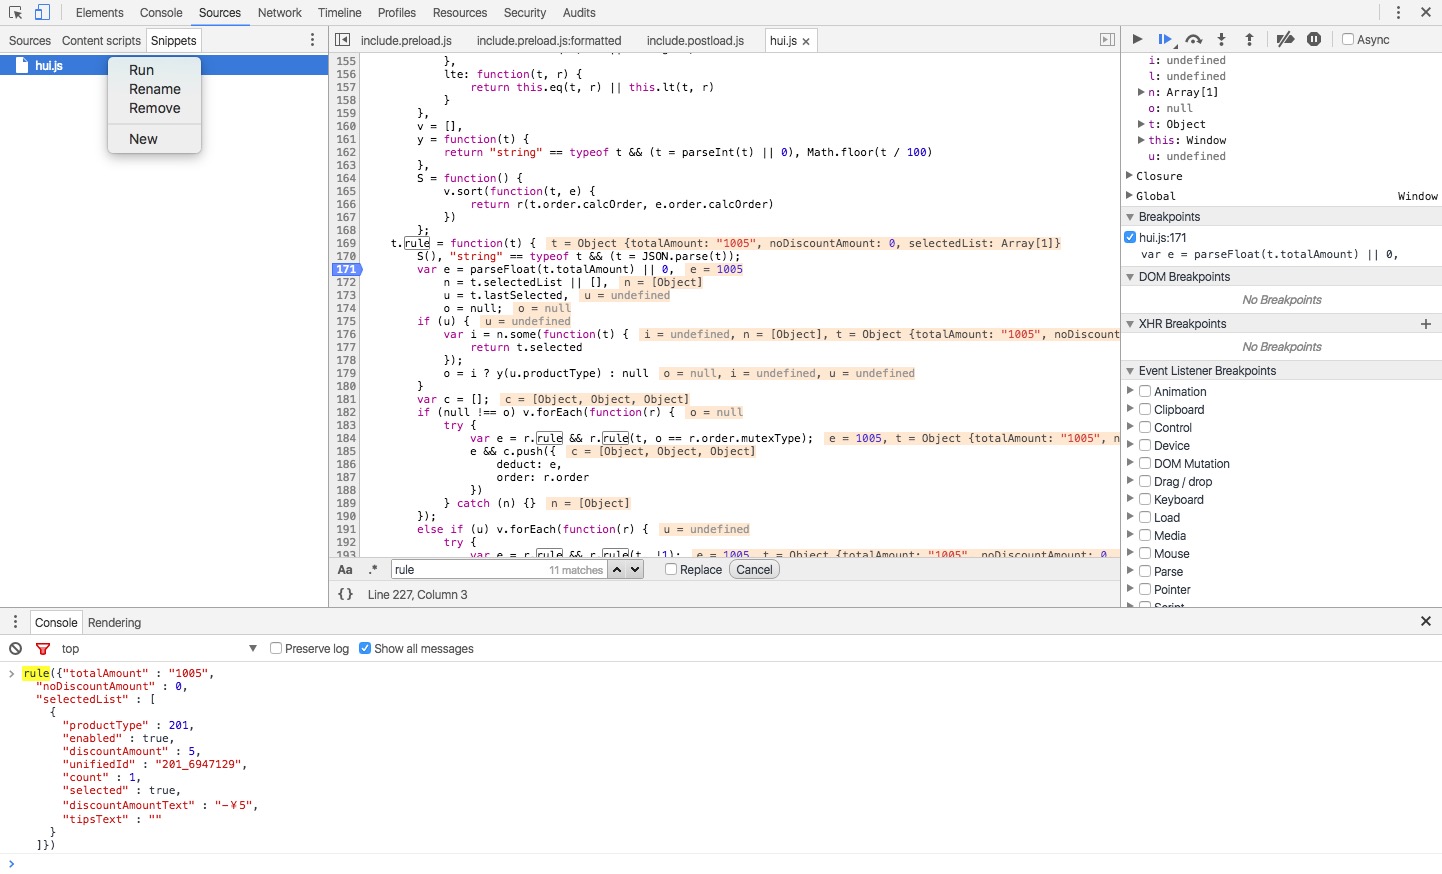 Elements Console Sources Network Timeline Profiles Resources Security Audits
Sources Content scripts Snippets
hui.js
Run
Rename
Remove
New
include.preload.js include.preload.js:formatted include.postload.js hui.js
155 },
156 lte: function(t, r) {
157 return this.eq(t, r) || this.lt(t, r)
158 }
159 },
160 v = [],
161 y = function(t) {
162 return "string" == typeof t && (t = parseInt(t) || 0), Math.floor(t / 100)
163 },
164 S = function() {
165 v.sort(function(t, e) {
166 return r(t.order.calcOrder, e.order.calcOrder)
167 })
168 };
169 t.rule = function(t) { t = Object {totalAmount: "1005", noDiscountAmount: 0, selectedList: Array[1]}
170 S(), "string" == typeof t && (t = JSON.parse(t));
171 var e = parseFloat(t.totalAmount) || 0, e = 1005
172 n = t.selectedList || [], n = [Object]
173 u = t.lastSelected, u = undefined
174 o = null; o = null
175 if (u) { u = undefined
176 var i = n.some(function(t) { i = undefined, n = [Object], t = Object {totalAmount: "1005", noDiscount
177 return t.selected
178 });
179 o = i ? y(u.productType) : null o = null, i = undefined, u = undefined
180 }
181 var c = []; c = [Object, Object, Object]
182 if (null !== o) v.forEach(function(r) { o = null
183 try {
184 var e = r.rule && r.rule(t, o == r.order.mutexType); e = 1005, t = Object {totalAmount: "1005", n
185 e && c.push({ c = [Object, Object, Object]
186 deduct: e,
187 order: r.order
188 })
189 } catch (n) {} n = [Object]
190 });
191 else if (u) v.forEach(function(r) { u = undefined
192 try {
193 var e = r.rule && r.rule(t, !1); e = 1005, t = Object {totalAmount: "1005", noDiscountAmount: 0
Aa .* rule 11 matches Replace Cancel
{} Line 227, Column 3
Async
i: undefined
l: undefined
n: Array[1]
o: null
t: Object
this: Window
u: undefined
Closure
Global Window
Breakpoints
hui.js:171
var e = parseFloat(t.totalAmount) || 0,
DOM Breakpoints
No Breakpoints
XHR Breakpoints +
No Breakpoints
Event Listener Breakpoints
Animation
Clipboard
Control
Device
DOM Mutation
Drag / drop
Keyboard
Load
Media
Mouse
Parse
Pointer
Script
Console Rendering
top Preserve log Show all messages
> rule({"totalAmount" : "1005",
"noDiscountAmount" : 0,
"selectedList" : [
{
"productType" : 201,
"enabled" : true,
"discountAmount" : 5,
"unifiedId" : "201_6947129",
"count" : 1,
"selected" : true,
"discountAmountText" : "-￥5",
"tipsText" : ""
}
]})
>